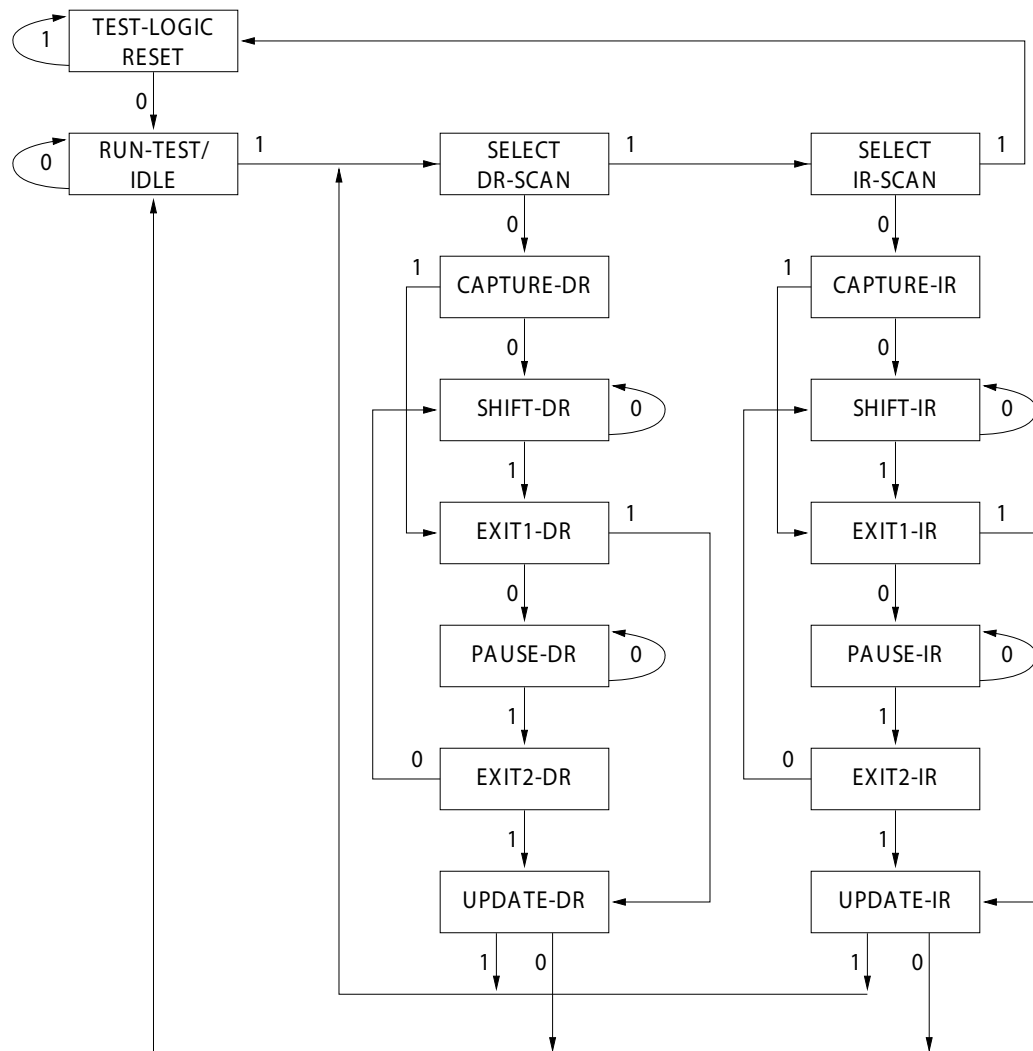 TEST-LOGIC
RESET
1
0
RUN-TEST/
IDLE
0
1
SELECT
DR-SCAN
1
SELECT
IR-SCAN
1
0
0
1
CAPTURE-DR
1
CAPTURE-IR
0
0
SHIFT-DR
0
SHIFT-IR
0
1
1
EXIT1-DR
1
EXIT1-IR
1
0
0
PAUSE-DR
0
PAUSE-IR
0
1
1
0
EXIT2-DR
0
EXIT2-IR
1
1
UPDATE-DR
UPDATE-IR
1
0
1
0